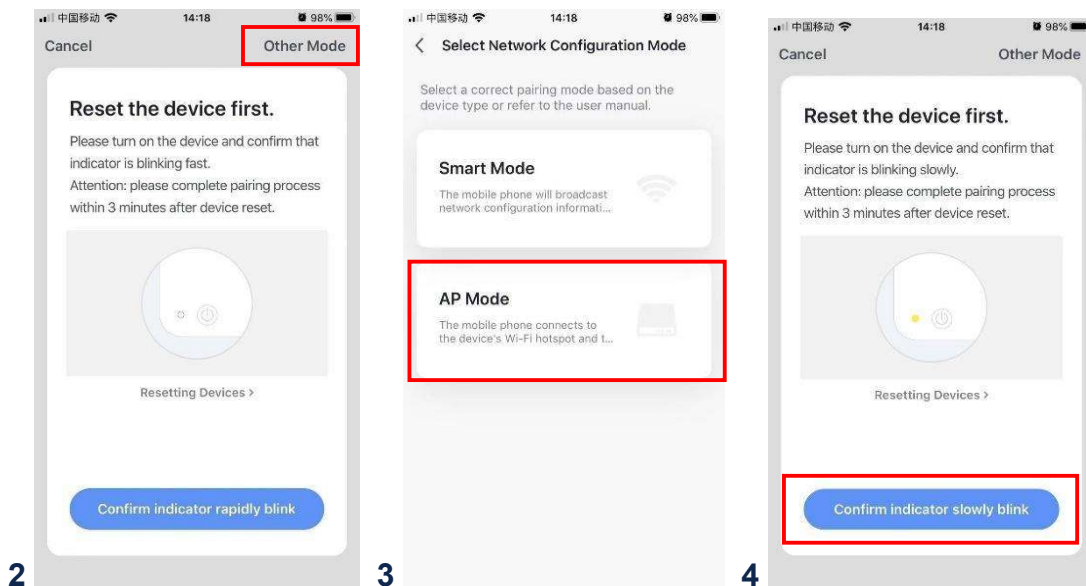 中国移动 14:18 98%
Cancel Other Mode
Reset the device first.
Please turn on the device and confirm that
indicator is blinking fast.
Attention: please complete pairing process
within 3 minutes after device reset.
Resetting Devices >
Confirm indicator rapidly blink
2
中国移动 14:18 98%
< Select Network Configuration Mode
Select a correct pairing mode based on the
device type or refer to the user manual.
Smart Mode
The mobile phone will broadcast
network configuration informati...
AP Mode
The mobile phone connects to
the device's Wi-Fi hotspot and t...
3
中国移动 14:18 98%
Cancel Other Mode
Reset the device first.
Please turn on the device and confirm that
indicator is blinking slowly.
Attention: please complete pairing process
within 3 minutes after device reset.
Resetting Devices >
Confirm indicator slowly blink
4